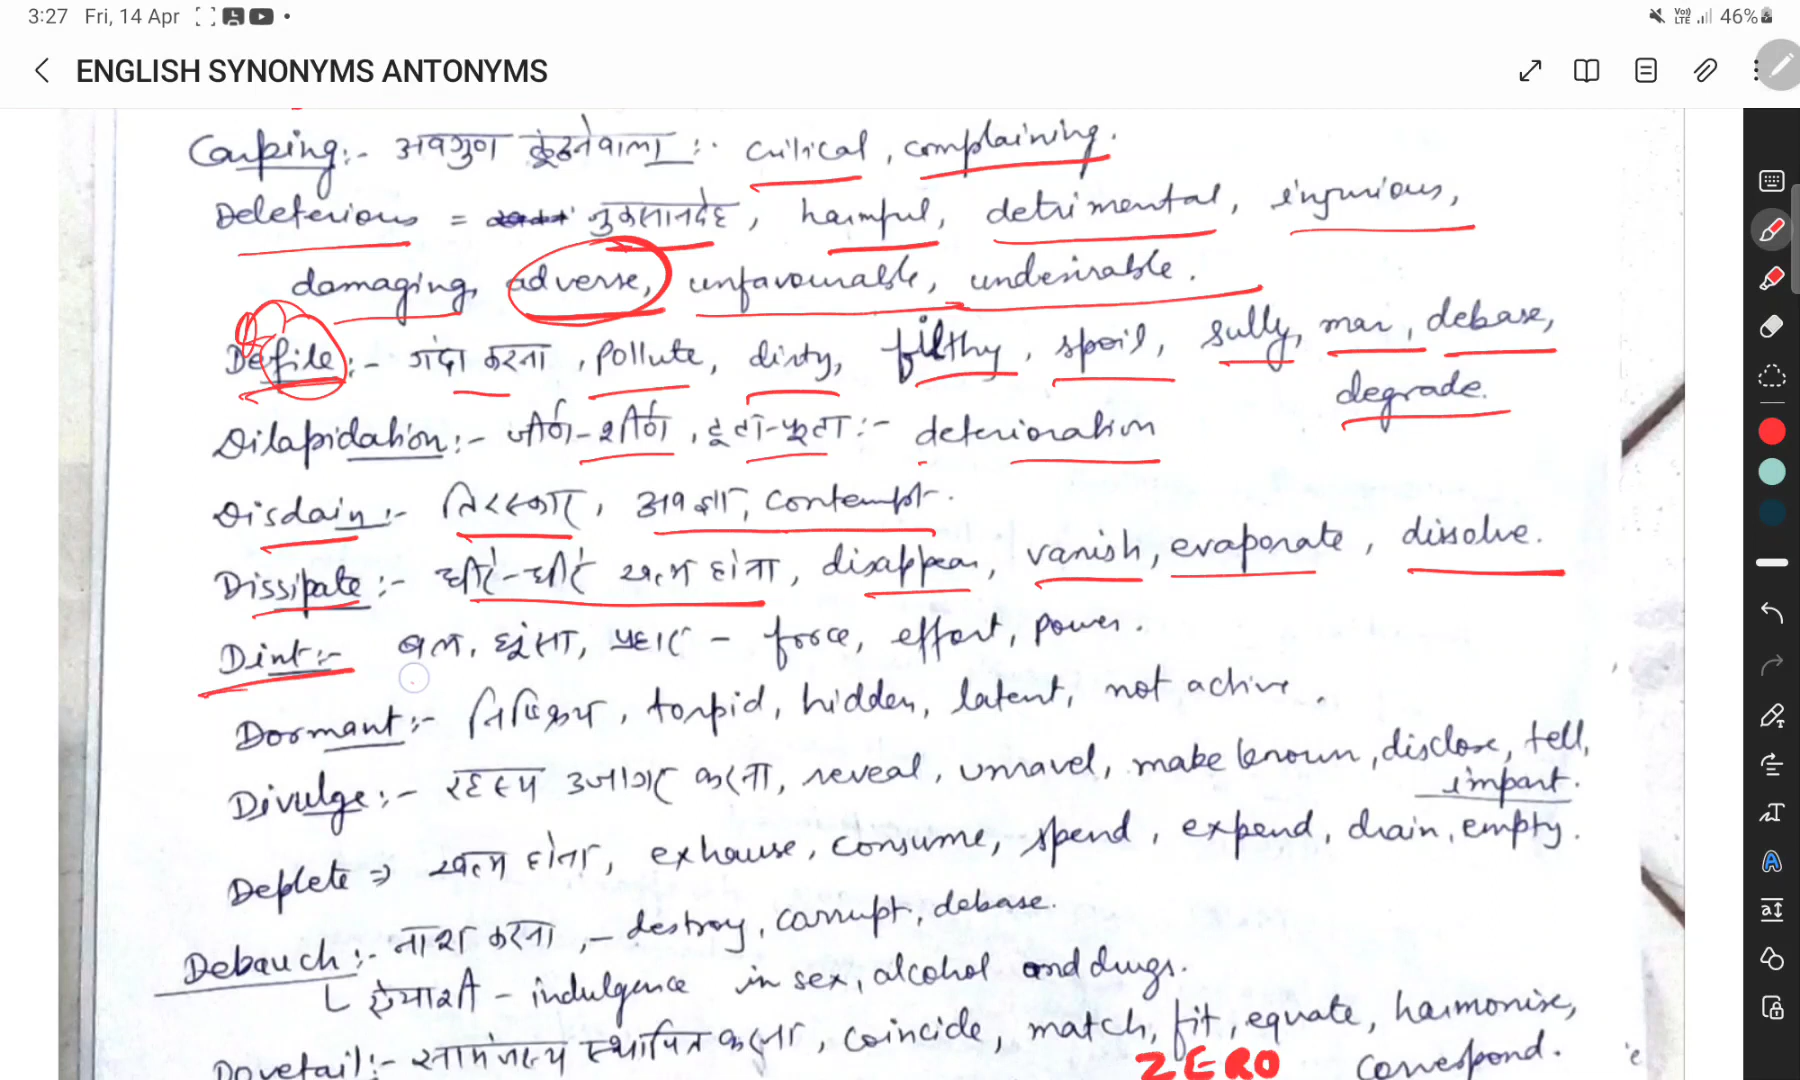 3:27 Fri, 14 Apr
46%
ENGLISH SYNONYMS ANTONYMS
Carping:- अवगुण ढूंढनेवाला :- critical, complaining.
Deleterious = नुकसानदेह, harmful, detrimental, injurious,
damaging, adverse, unfavourable, undesirable.
Defile:- गंदा करना, pollute, dirty, filthy, spoil, sully, mar, debase,
degrade.
Dilapidation:- जीर्ण-शीर्ण, टूटा-फूटा:- deterioration
Disdain:- तिरस्कार, अवज्ञा, contempt.
Dissipate:- धीरे-धीरे खत्म होना, disappear, vanish, evaporate, dissolve.
Dint:- बल, घूंसा, प्रहार - force, effort, power.
Dormant:- निष्क्रिय, torpid, hidden, latent, not active.
Divulge:- रहस्य उजागर करना, reveal, unravel, make known, disclose, tell,
impart.
Deplete => खत्म होना, exhause, consume, spend, expend, drain, empty.
Debauch:- नाश करना,- destroy, corrupt, debase.
ऐयाशी - indulgence in sex, alcohol and drugs.
Dovetail:- सामंजस्य स्थापित करना, coincide, match, fit, equate, harmonise,
ZERO correspond.